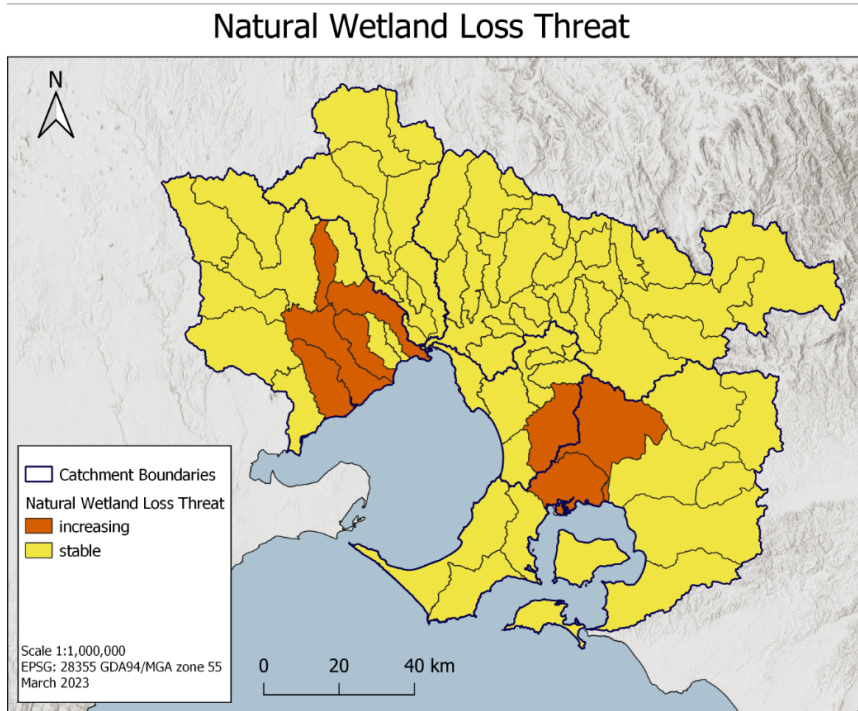 Natural Wetland Loss Threat
N
Catchment Boundaries
Natural Wetland Loss Threat
increasing
stable
Scale 1:1,000,000
EPSG: 28355 GDA94/MGA zone 55
March 2023
0 20 40 km